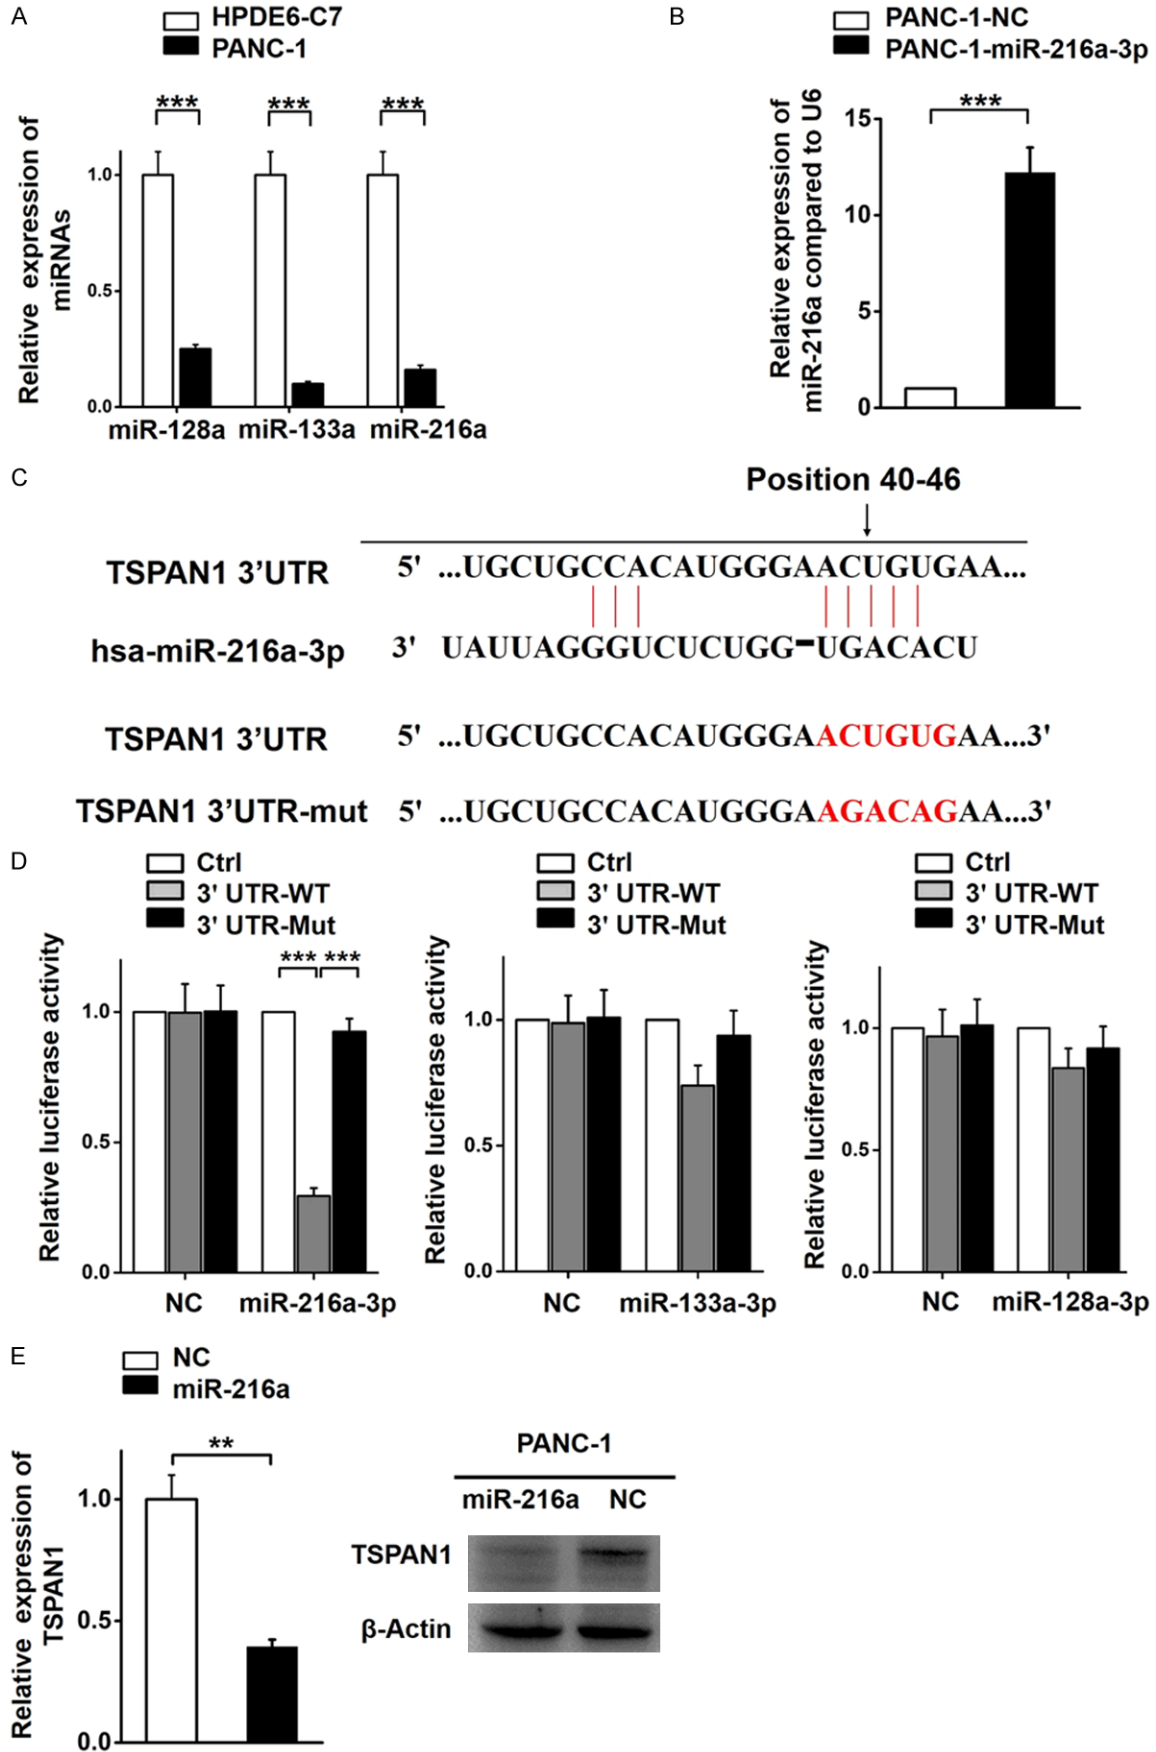 A
HPDE6-C7
PANC-1
Relative expression of
miRNAs
*** *** ***
1.0
0.5
0.0
miR-128a miR-133a miR-216a
B
PANC-1-NC
PANC-1-miR-216a-3p
Relative expression of
miR-216a compared to U6
***
15
10
5
0
C
Position 40-46
TSPAN1 3'UTR 5' ...UGCUGCCACAUGGGAACUGUGAA...
hsa-miR-216a-3p 3' UAUUAGGGUCUCUGG-UGACACU
TSPAN1 3'UTR 5' ...UGCUGCCACAUGGGAACUGUGAA...3'
TSPAN1 3'UTR-mut 5' ...UGCUGCCACAUGGGAAGACAGAA...3'
D
Ctrl
3' UTR-WT
3' UTR-Mut
Relative luciferase activity
*** ***
1.0
0.5
0.0
NC miR-216a-3p
Ctrl
3' UTR-WT
3' UTR-Mut
Relative luciferase activity
1.0
0.5
0.0
NC miR-133a-3p
Ctrl
3' UTR-WT
3' UTR-Mut
Relative luciferase activity
1.0
0.5
0.0
NC miR-128a-3p
E
NC
miR-216a
Relative expression of
TSPAN1
**
1.0
0.5
0.0
PANC-1
miR-216a NC
TSPAN1
β-Actin